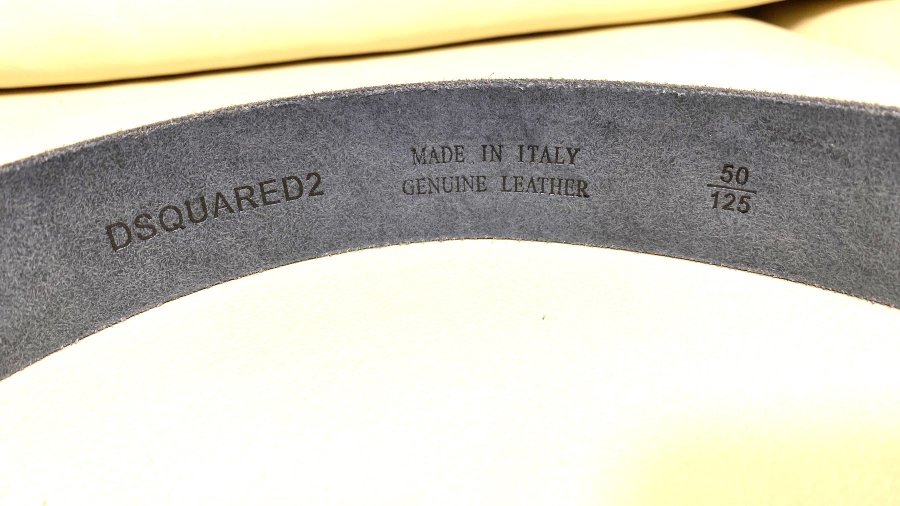 DSQUARED2
MADE IN ITALY
GENUINE LEATHER
50
125